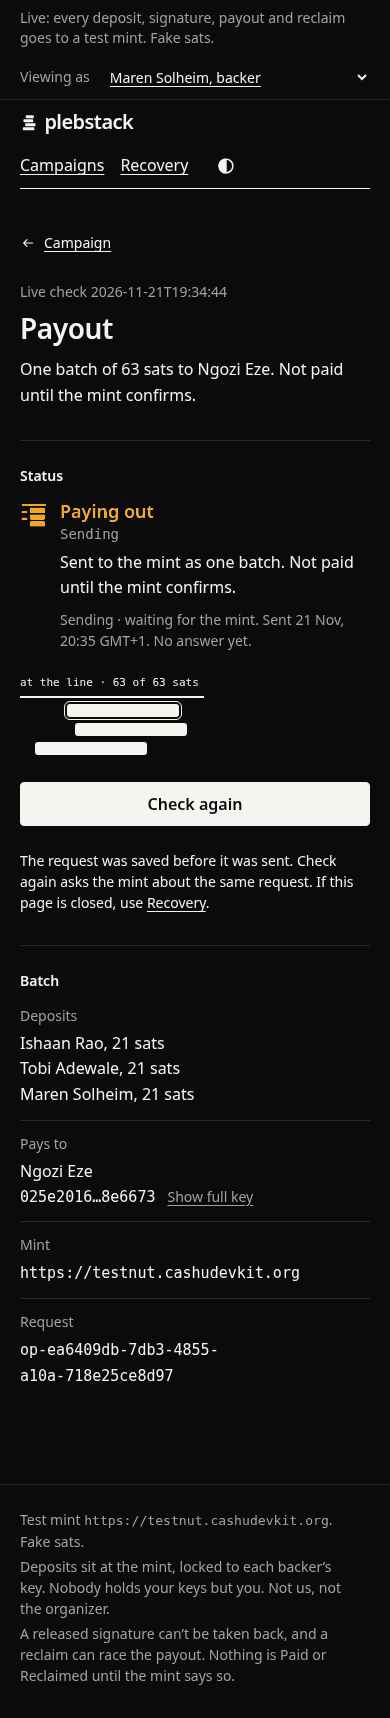 Live: every deposit, signature, payout and reclaim
goes to a test mint. Fake sats.
Viewing as Maren Solheim, backer
plebstack
Campaigns Recovery
← Campaign
Live check 2026-11-21T19:34:44
Payout
One batch of 63 sats to Ngozi Eze. Not paid
until the mint confirms.
Status
Paying out
Sending
Sent to the mint as one batch. Not paid
until the mint confirms.
Sending · waiting for the mint. Sent 21 Nov,
20:35 GMT+1. No answer yet.
at the line · 63 of 63 sats
Check again
The request was saved before it was sent. Check
again asks the mint about the same request. If this
page is closed, use Recovery.
Batch
Deposits
Ishaan Rao, 21 sats
Tobi Adewale, 21 sats
Maren Solheim, 21 sats
Pays to
Ngozi Eze
025e2016…8e6673 Show full key
Mint
https://testnut.cashudevkit.org
Request
op-ea6409db-7db3-4855-
a10a-718e25ce8d97
Test mint https://testnut.cashudevkit.org.
Fake sats.
Deposits sit at the mint, locked to each backer’s
key. Nobody holds your keys but you. Not us, not
the organizer.
A released signature can’t be taken back, and a
reclaim can race the payout. Nothing is Paid or
Reclaimed until the mint says so.